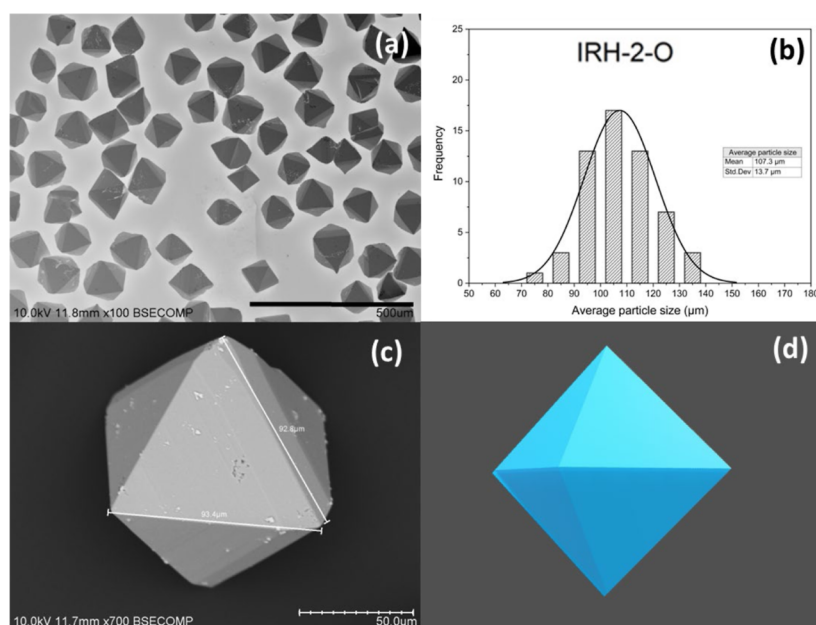 (a)
500um
10.0kV 11.8mm x100 BSECOMP
(b)
IRH-2-O
25
20
15
10
5
0
Frequency
Average particle size
Mean 107.3 µm
Std.Dev 13.7 µm
50 60 70 80 90 100 110 120 130 140 150 160 170 180
Average particle size (µm)
(c)
92.8µm
93.4µm
10.0kV 11.7mm x700 BSECOMP
50.0um
(d)